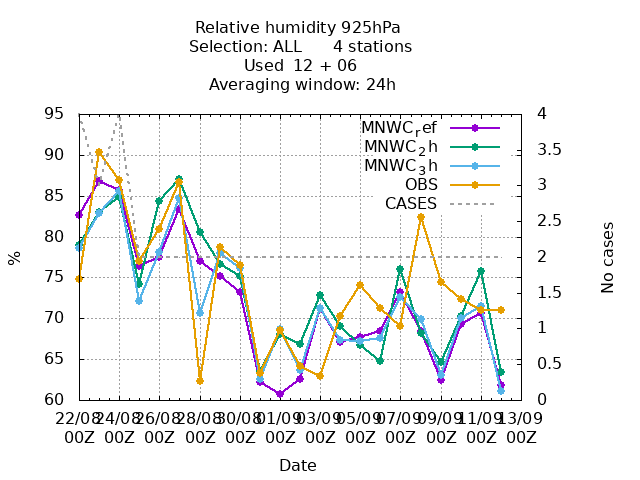 Relative humidity 925hPa
Selection: ALL 4 stations
Used 12 + 06
Averaging window: 24h
95
90
85
80
75
70
65
60
%
4
3.5
3
2.5
2
1.5
1
0.5
0
No cases
MNWC_ref
MNWC_2h
MNWC_3h
OBS
CASES
22/08 24/08 26/08 28/08 30/08 01/09 03/09 05/09 07/09 09/09 11/09 13/09
00Z 00Z 00Z 00Z 00Z 00Z 00Z 00Z 00Z 00Z 00Z 00Z
Date